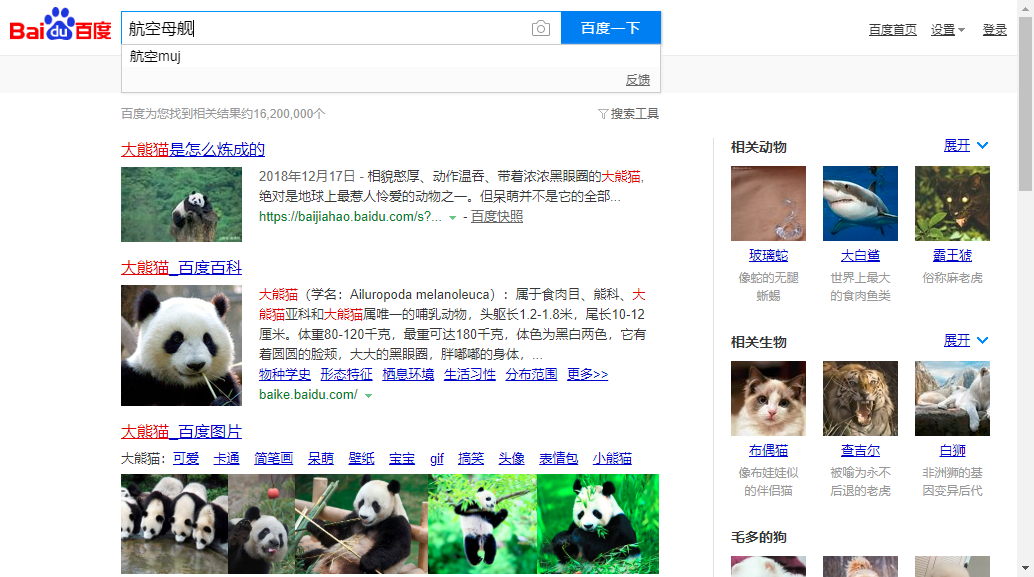 Bai du 百度
航空母舰
百度一下
百度首页 设置 登录
航空muj
反馈
百度为您找到相关结果约16,200,000个
搜索工具
大熊猫是怎么炼成的
2018年12月17日 - 相貌憨厚、动作温吞、带着浓浓黑眼圈的大熊猫,
绝对是地球上最惹人怜爱的动物之一。但呆萌并不是它的全部...
https://baijiahao.baidu.com/s?... - 百度快照
大熊猫_百度百科
大熊猫（学名：Ailuropoda melanoleuca）：属于食肉目、熊科、大
熊猫亚科和大熊猫属唯一的哺乳动物，头躯长1.2-1.8米，尾长10-12
厘米。体重80-120千克，最重可达180千克，体色为黑白两色，它有
着圆圆的脸颊，大大的黑眼圈，胖嘟嘟的身体，...
物种学史 形态特征 栖息环境 生活习性 分布范围 更多>>
baike.baidu.com/
大熊猫_百度图片
大熊猫：可爱 卡通 简笔画 呆萌 壁纸 宝宝 gif 搞笑 头像 表情包 小熊猫
相关动物 展开
玻璃蛇 大白鲨 霸王猇
像蛇的无腿 世界上最大 俗称麻老虎
蜥蜴 的食肉鱼类
相关生物 展开
布偶猫 查吉尔 白狮
像布娃娃似 被喻为永不 非洲狮的基
的伴侣猫 后退的老虎 因变异后代
毛多的狗